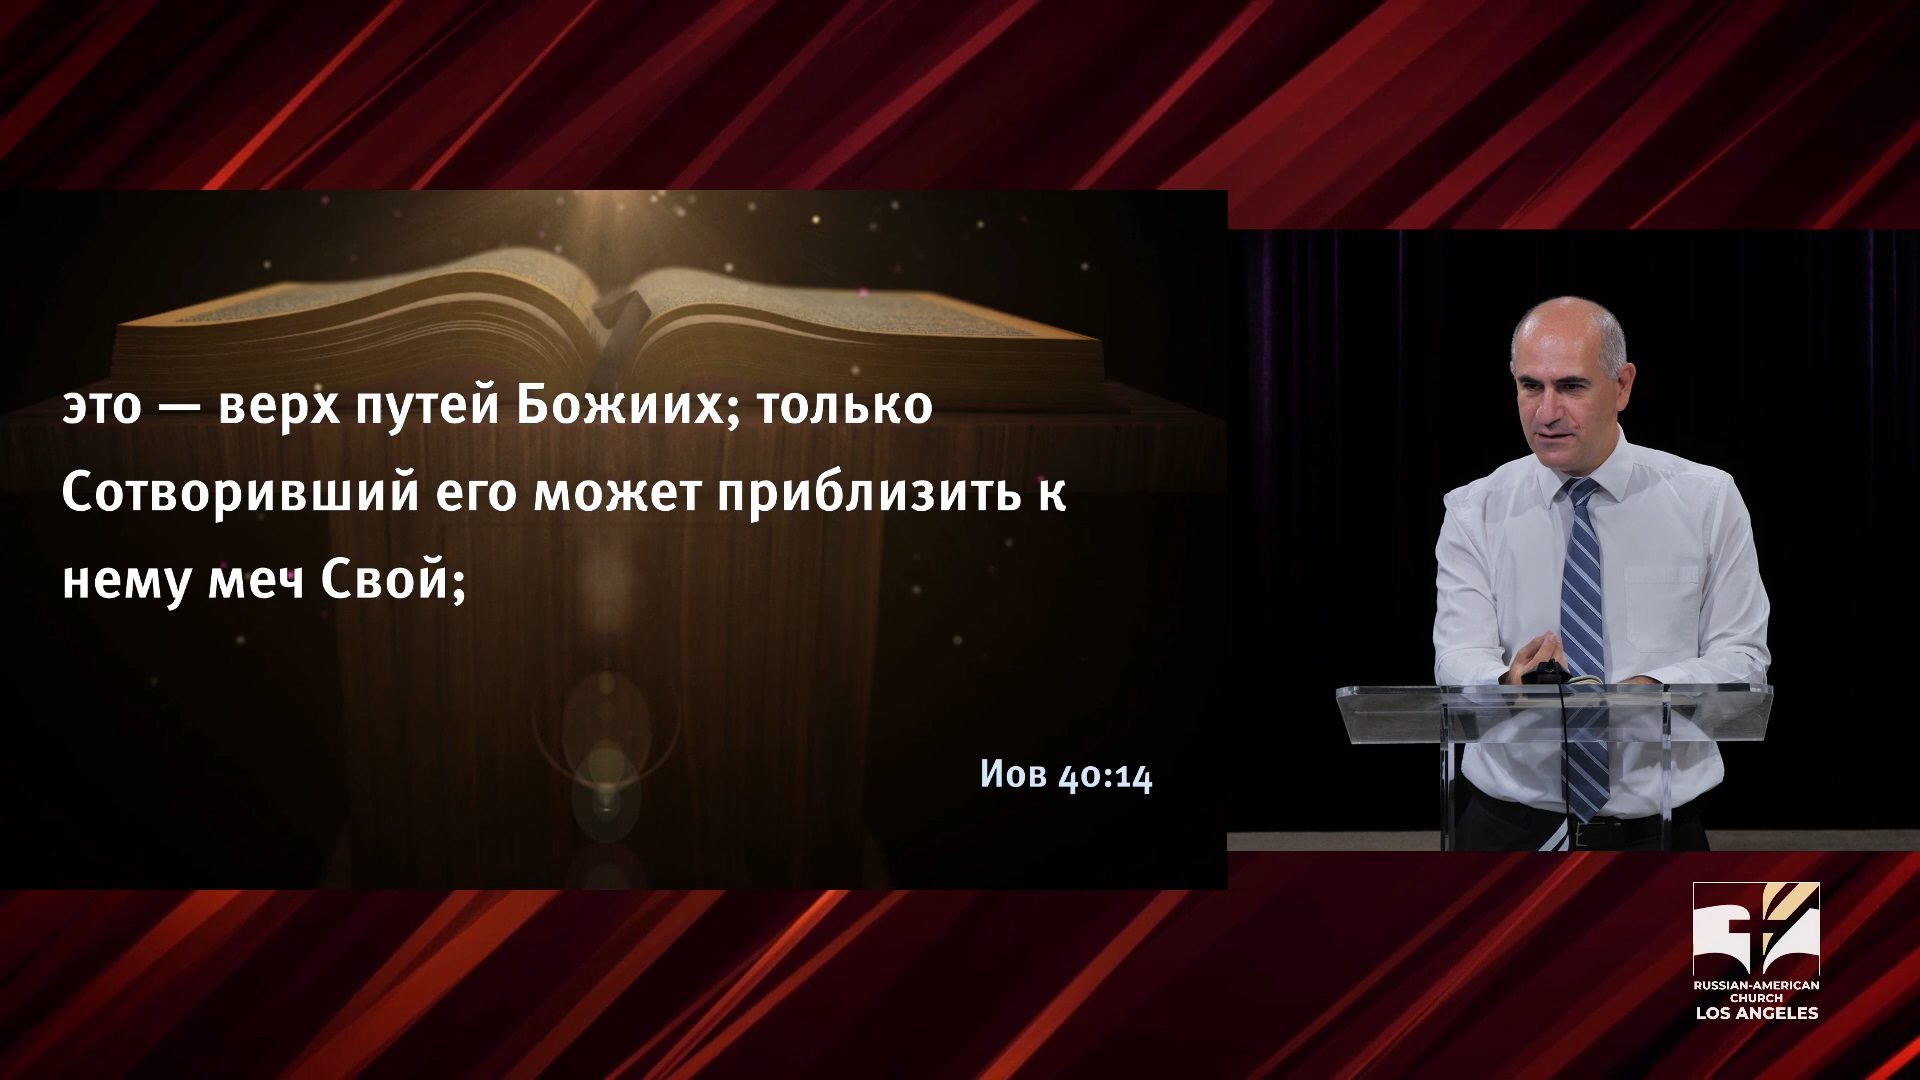 это — верх путей Божиих; только
Сотворивший его может приблизить к
нему меч Свой;
Иов 40:14
RUSSIAN-AMERICAN
CHURCH
LOS ANGELES